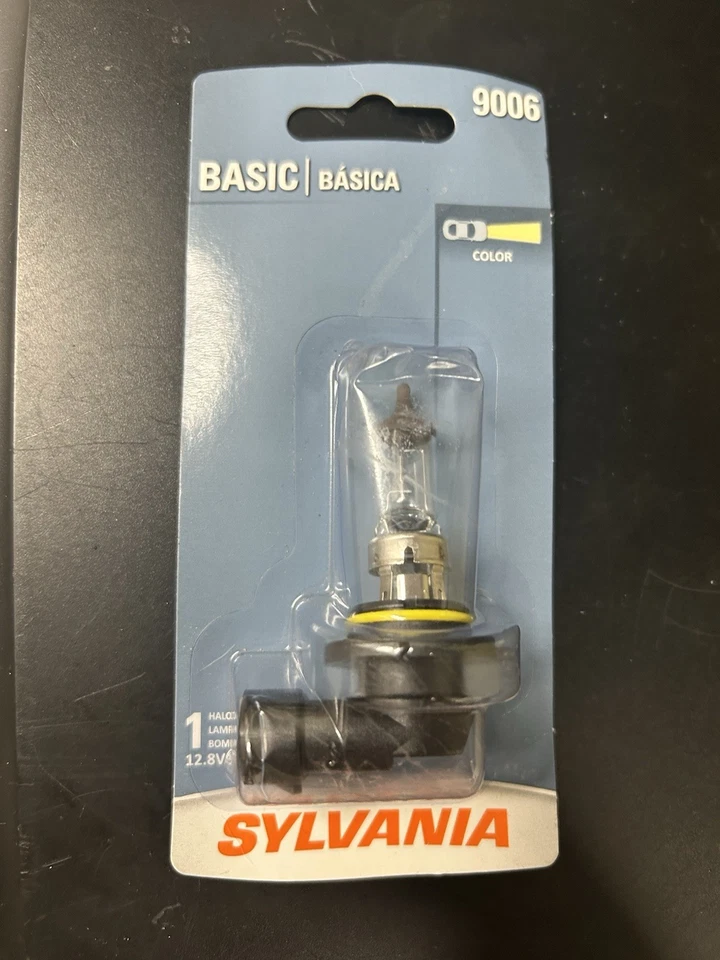 9006
BASIC | BÁSICA
COLOR
1
12.8V
SYLVANIA